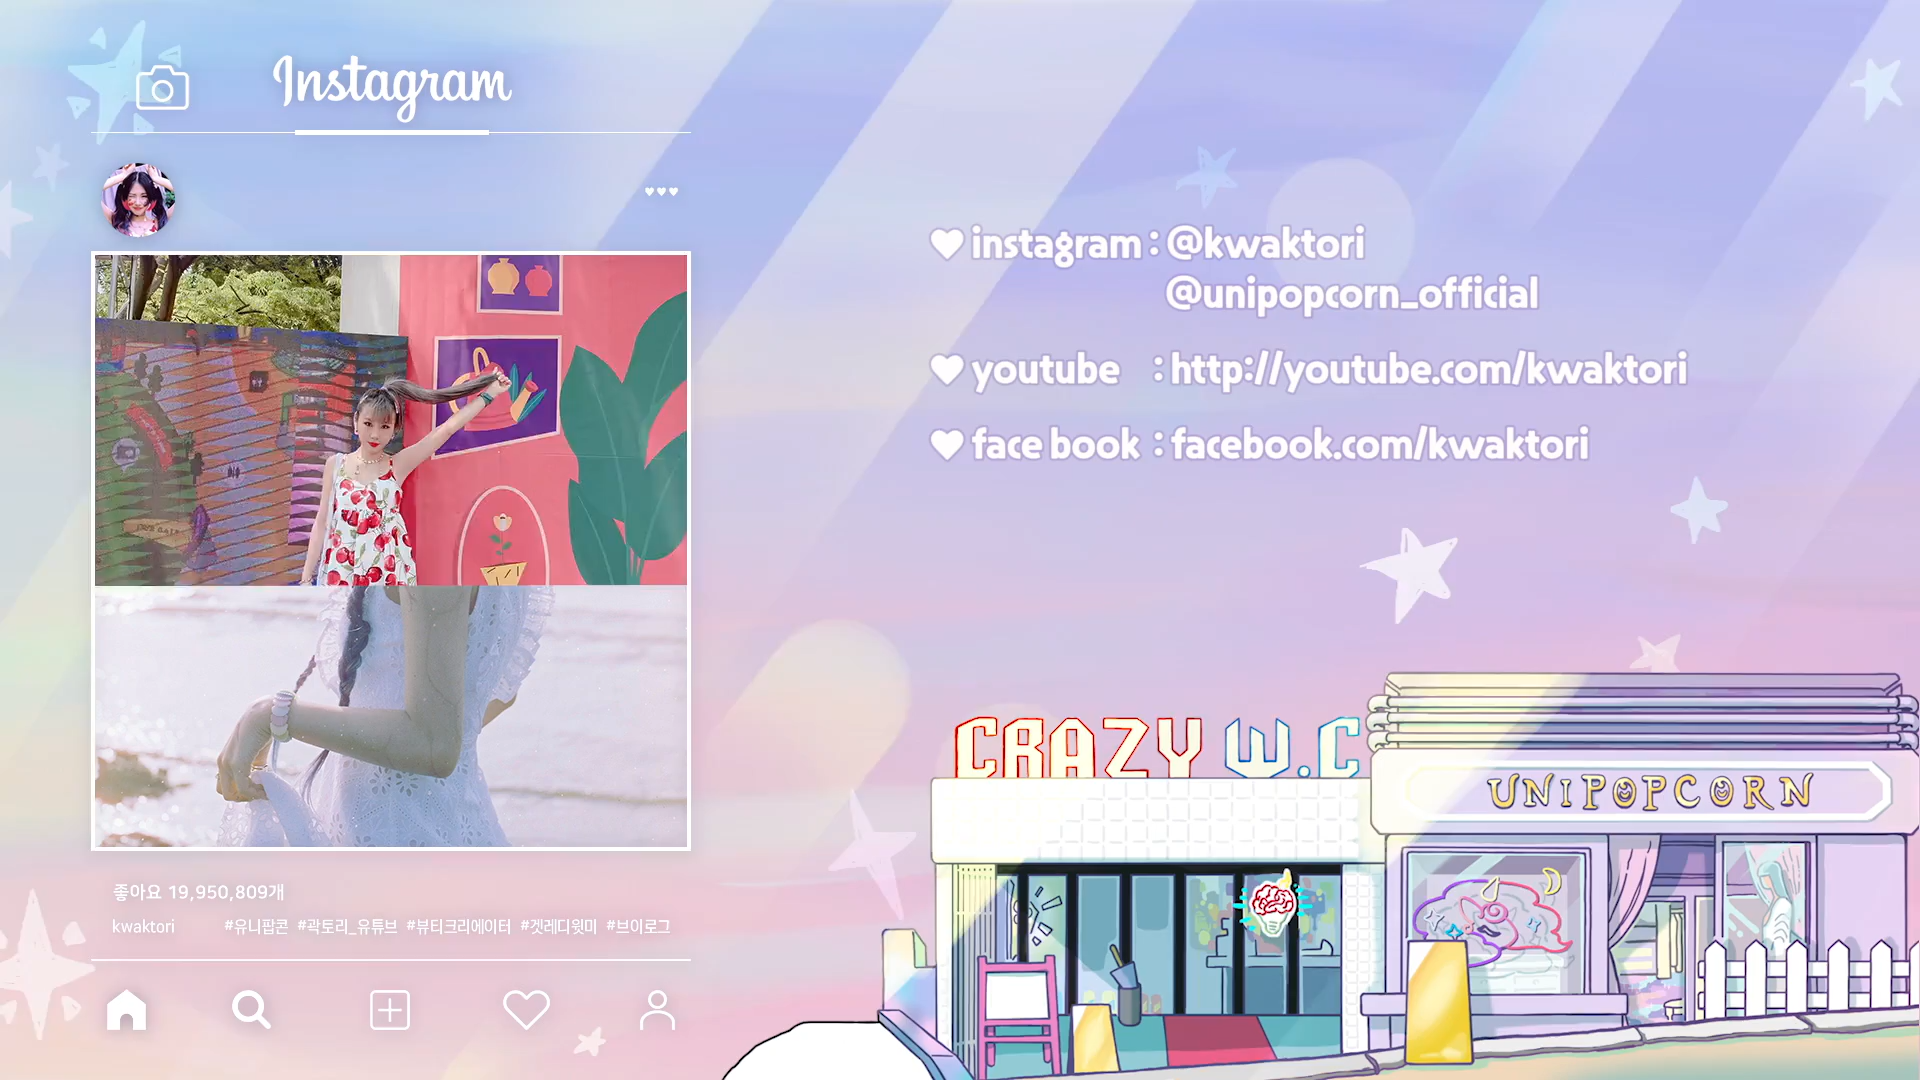 Instagram
좋아요 19,950,809개
kwaktori #유니팝콘 #곽토리_유튜브 #뷰티크리에이터 #겟레디윗미 #브이로그
instagram : @kwaktori
@unipopcorn_official
youtube : http://youtube.com/kwaktori
face book : facebook.com/kwaktori
CRAZY W.C
UNIPOPCORN